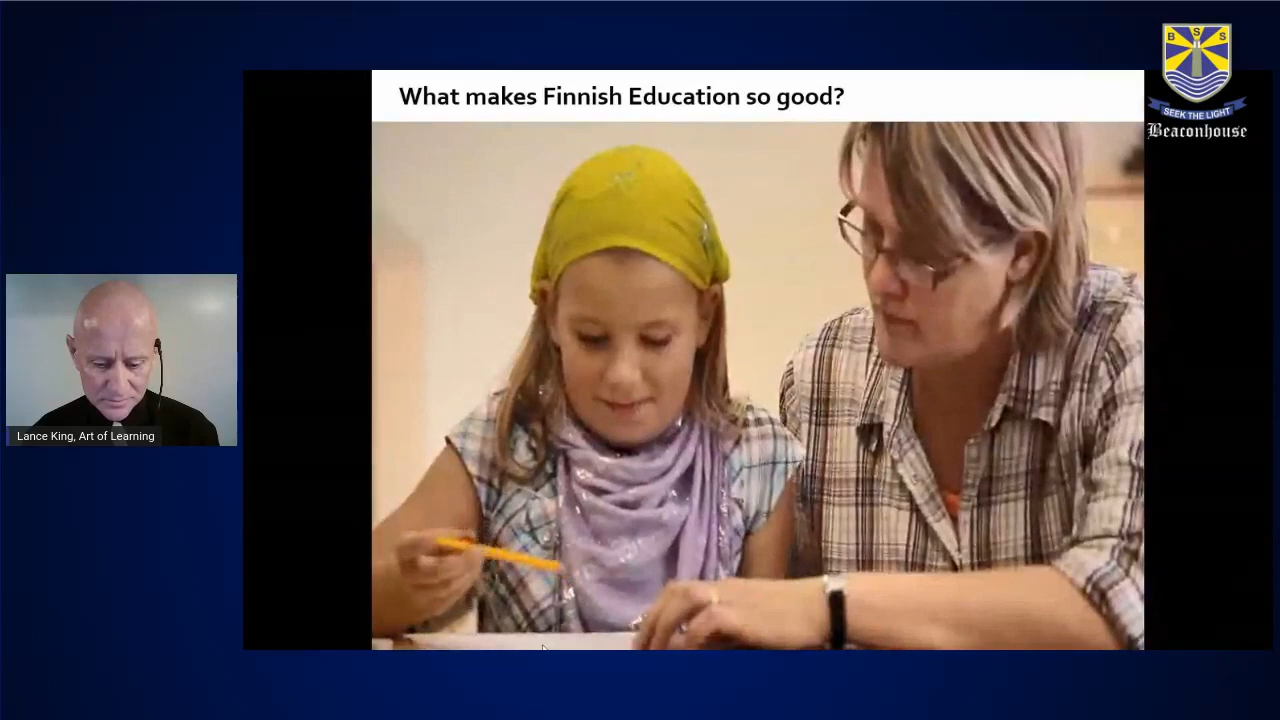 What makes Finnish Education so good?
B S S
SEEK THE LIGHT
Beaconhouse
Lance King, Art of Learning